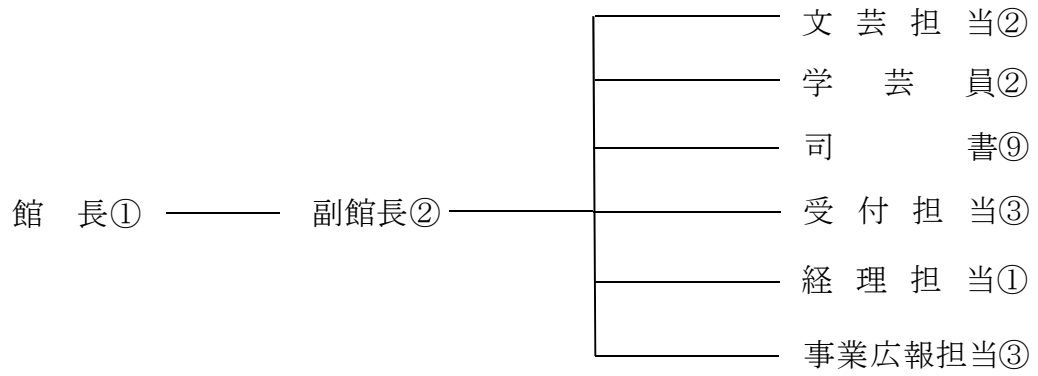 文芸担当②
学芸員②
司書⑨
館長① 副館長② 受付担当③
経理担当①
事業広報担当③